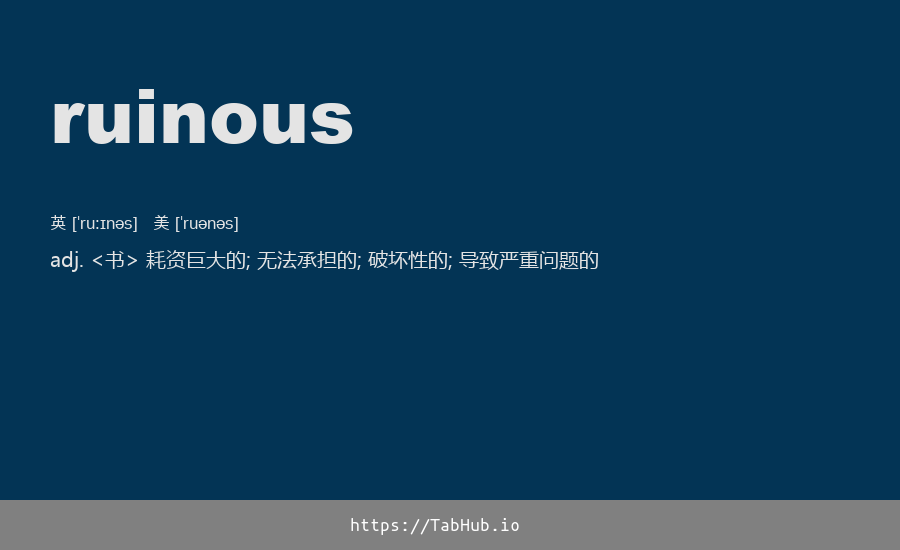 ruinous
英 [ˈruːɪnəs] 美 [ˈruənəs]
adj. <书> 耗资巨大的; 无法承担的; 破坏性的; 导致严重问题的
https://TabHub.io